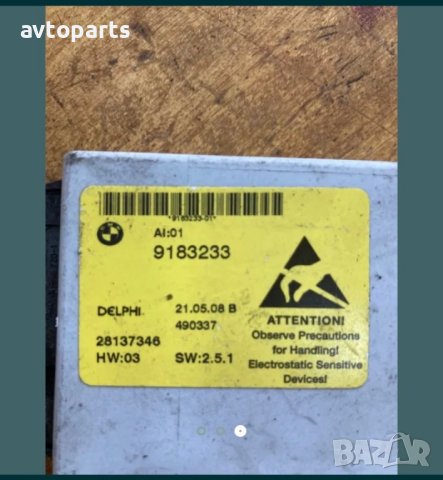 avtoparts
*9183233-01*
AI:01
9183233
DELPHI
21.05.08 B
490337
28137346
HW:03
SW:2.5.1
ATTENTION!
Observe Precautions
for Handling!
Electrostatic Sensitive
Devices!
BAZAR